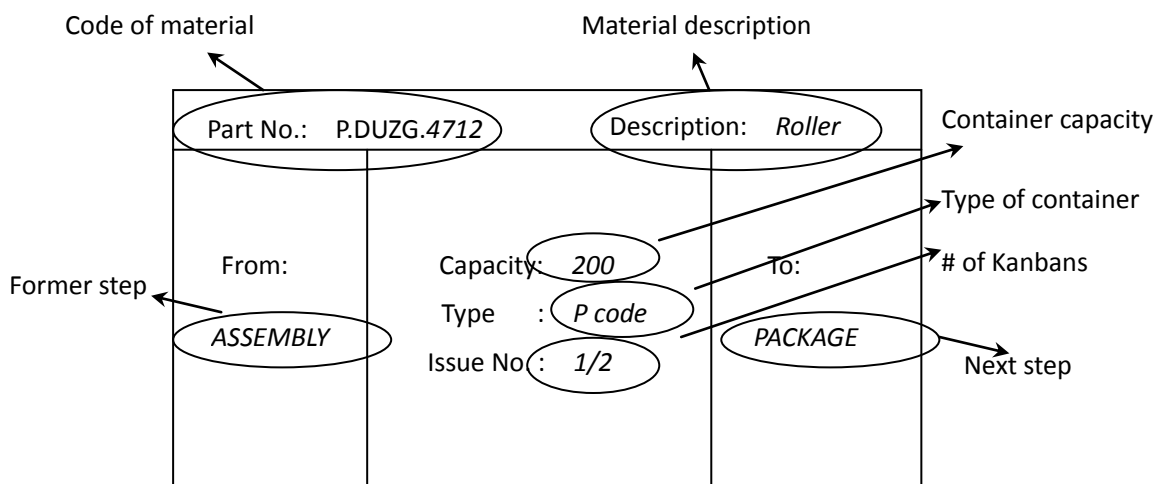 Code of material
Material description
Part No.: P.DUZG.4712
Description: Roller
Container capacity
Type of container
# of Kanbans
From:
Capacity: 200
To:
Former step
Type : P code
ASSEMBLY
Issue No. : 1/2
PACKAGE
Next step